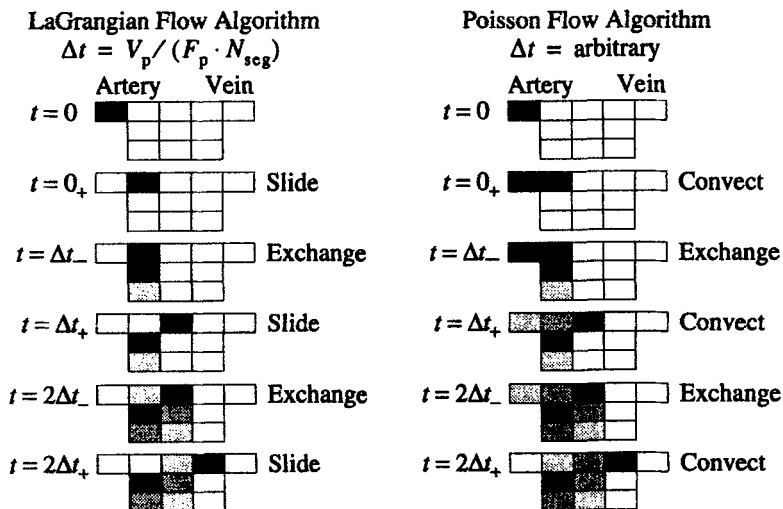 LaGrangian Flow Algorithm
Δt = V_p / (F_p · N_seg)
Artery Vein
t = 0
t = 0₊ Slide
t = Δt₋ Exchange
t = Δt₊ Slide
t = 2Δt₋ Exchange
t = 2Δt₊ Slide
Poisson Flow Algorithm
Δt = arbitrary
Artery Vein
t = 0
t = 0₊ Convect
t = Δt₋ Exchange
t = Δt₊ Convect
t = 2Δt₋ Exchange
t = 2Δt₊ Convect